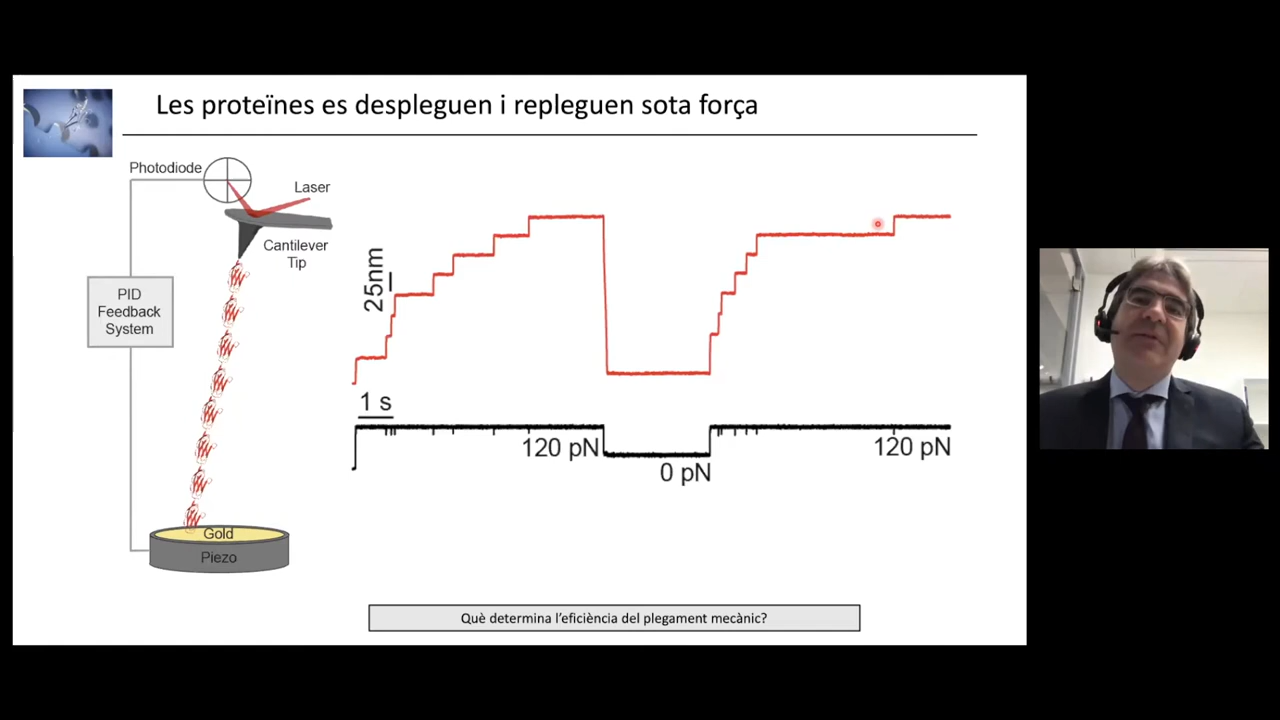 Les proteïnes es despleguen i repleguen sota força
Photodiode
Laser
Cantilever
Tip
PID
Feedback
System
Gold
Piezo
25nm
1 s
120 pN
0 pN
120 pN
Què determina l'eficiència del plegament mecànic?